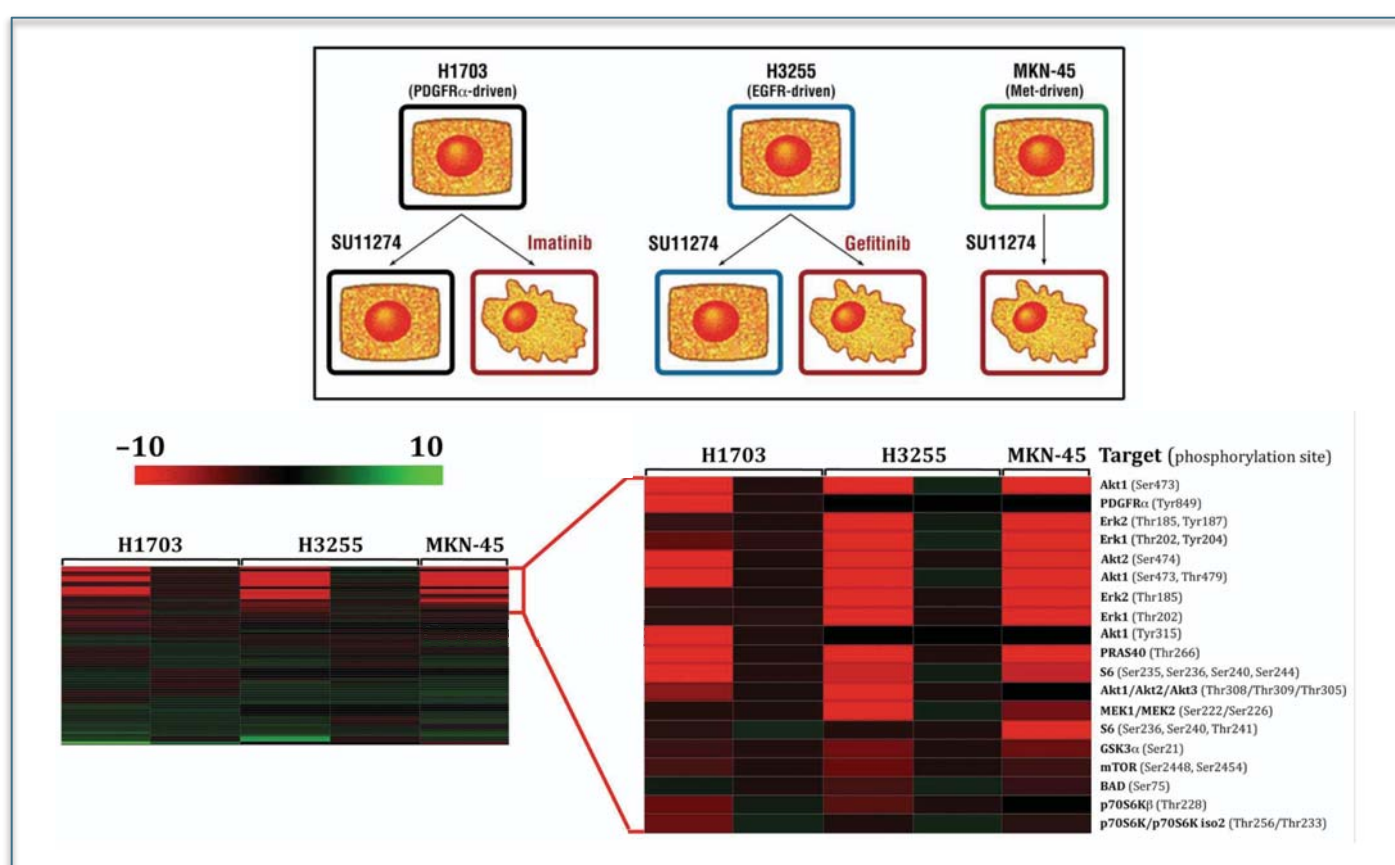 H1703 H3255 MKN-45
(PDGFRα-driven) (EGFR-driven) (Met-driven)
SU11274 Imatinib SU11274 Gefitinib SU11274
–10 10
H1703 H3255 MKN-45
H1703 H3255 MKN-45 Target (phosphorylation site)
Akt1 (Ser473)
PDGFRα (Tyr849)
Erk2 (Thr185, Tyr187)
Erk1 (Thr202, Tyr204)
Akt2 (Ser474)
Akt1 (Ser473, Thr479)
Erk2 (Thr185)
Erk1 (Thr202)
Akt1 (Tyr315)
PRAS40 (Thr266)
S6 (Ser235, Ser236, Ser240, Ser244)
Akt1/Akt2/Akt3 (Thr308/Thr309/Thr305)
MEK1/MEK2 (Ser222/Ser226)
S6 (Ser236, Ser240, Thr241)
GSK3α (Ser21)
mTOR (Ser2448, Ser2454)
BAD (Ser75)
p70S6Kβ (Thr228)
p70S6K/p70S6K iso2 (Thr256/Thr233)